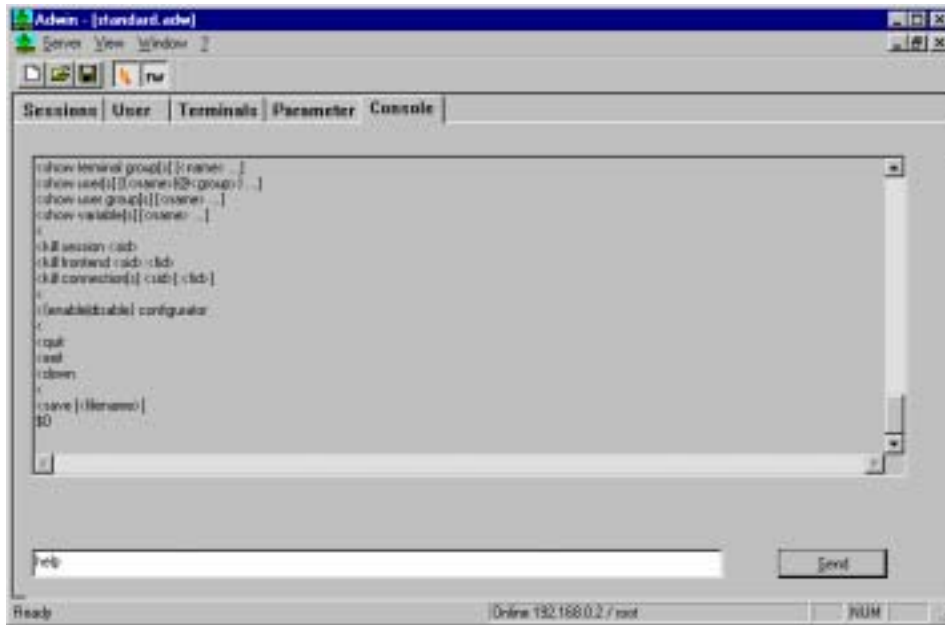 Adwin - [standard.adw]
Server View Window ?
rw
Sessions User Terminals Parameter Console
<show terminal group[s] [<name> ...]
<show user[s] [{<name>|@<group>} ...]
<show user group[s] [<name> ...]
<show variable[s] [<name> ...]
<
<kill session <sid>
<kill frontend <sid> <fid>
<kill connection[s] <sid> [<fid>]
<
<{enable|disable} configurator
<
<quit
<exit
<down
<
<save [<filename>]
$0
help
Send
Ready
Online 192.168.0.2 / root
NUM